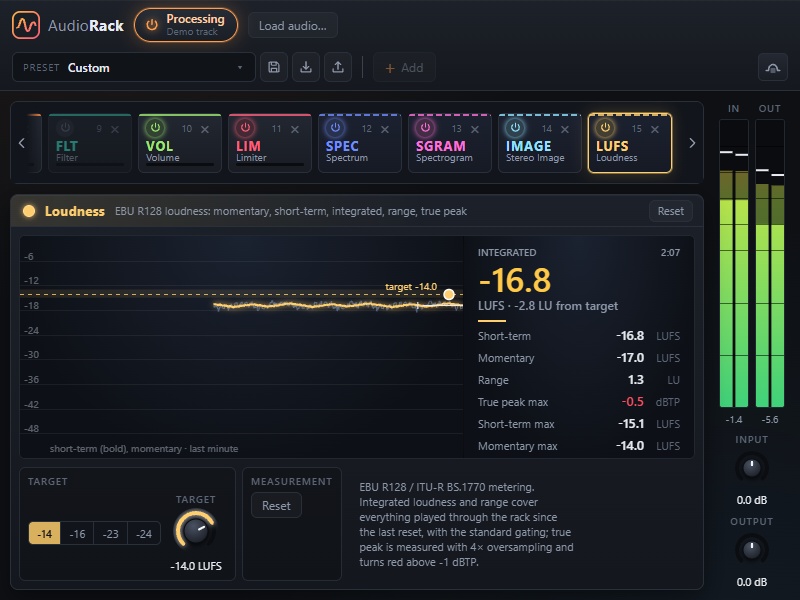 AudioRack
Processing
Demo track
Load audio...
PRESET Custom
+ Add
IN OUT
9
FLT
Filter
10
VOL
Volume
11
LIM
Limiter
12
SPEC
Spectrum
13
SGRAM
Spectrogram
14
IMAGE
Stereo Image
15
LUFS
Loudness
Loudness EBU R128 loudness: momentary, short-term, integrated, range, true peak Reset
-6
-12
-18
-24
-30
-36
-42
-48
target -14.0
short-term (bold), momentary · last minute
INTEGRATED 2:07
-16.8
LUFS · -2.8 LU from target
Short-term -16.8 LUFS
Momentary -17.0 LUFS
Range 1.3 LU
True peak max -0.5 dBTP
Short-term max -15.1 LUFS
Momentary max -14.0 LUFS
-1.4 -5.6
INPUT
0.0 dB
OUTPUT
0.0 dB
TARGET
-14 -16 -23 -24
TARGET
-14.0 LUFS
MEASUREMENT
Reset
EBU R128 / ITU-R BS.1770 metering.
Integrated loudness and range cover
everything played through the rack since
the last reset, with the standard gating; true
peak is measured with 4× oversampling and
turns red above -1 dBTP.